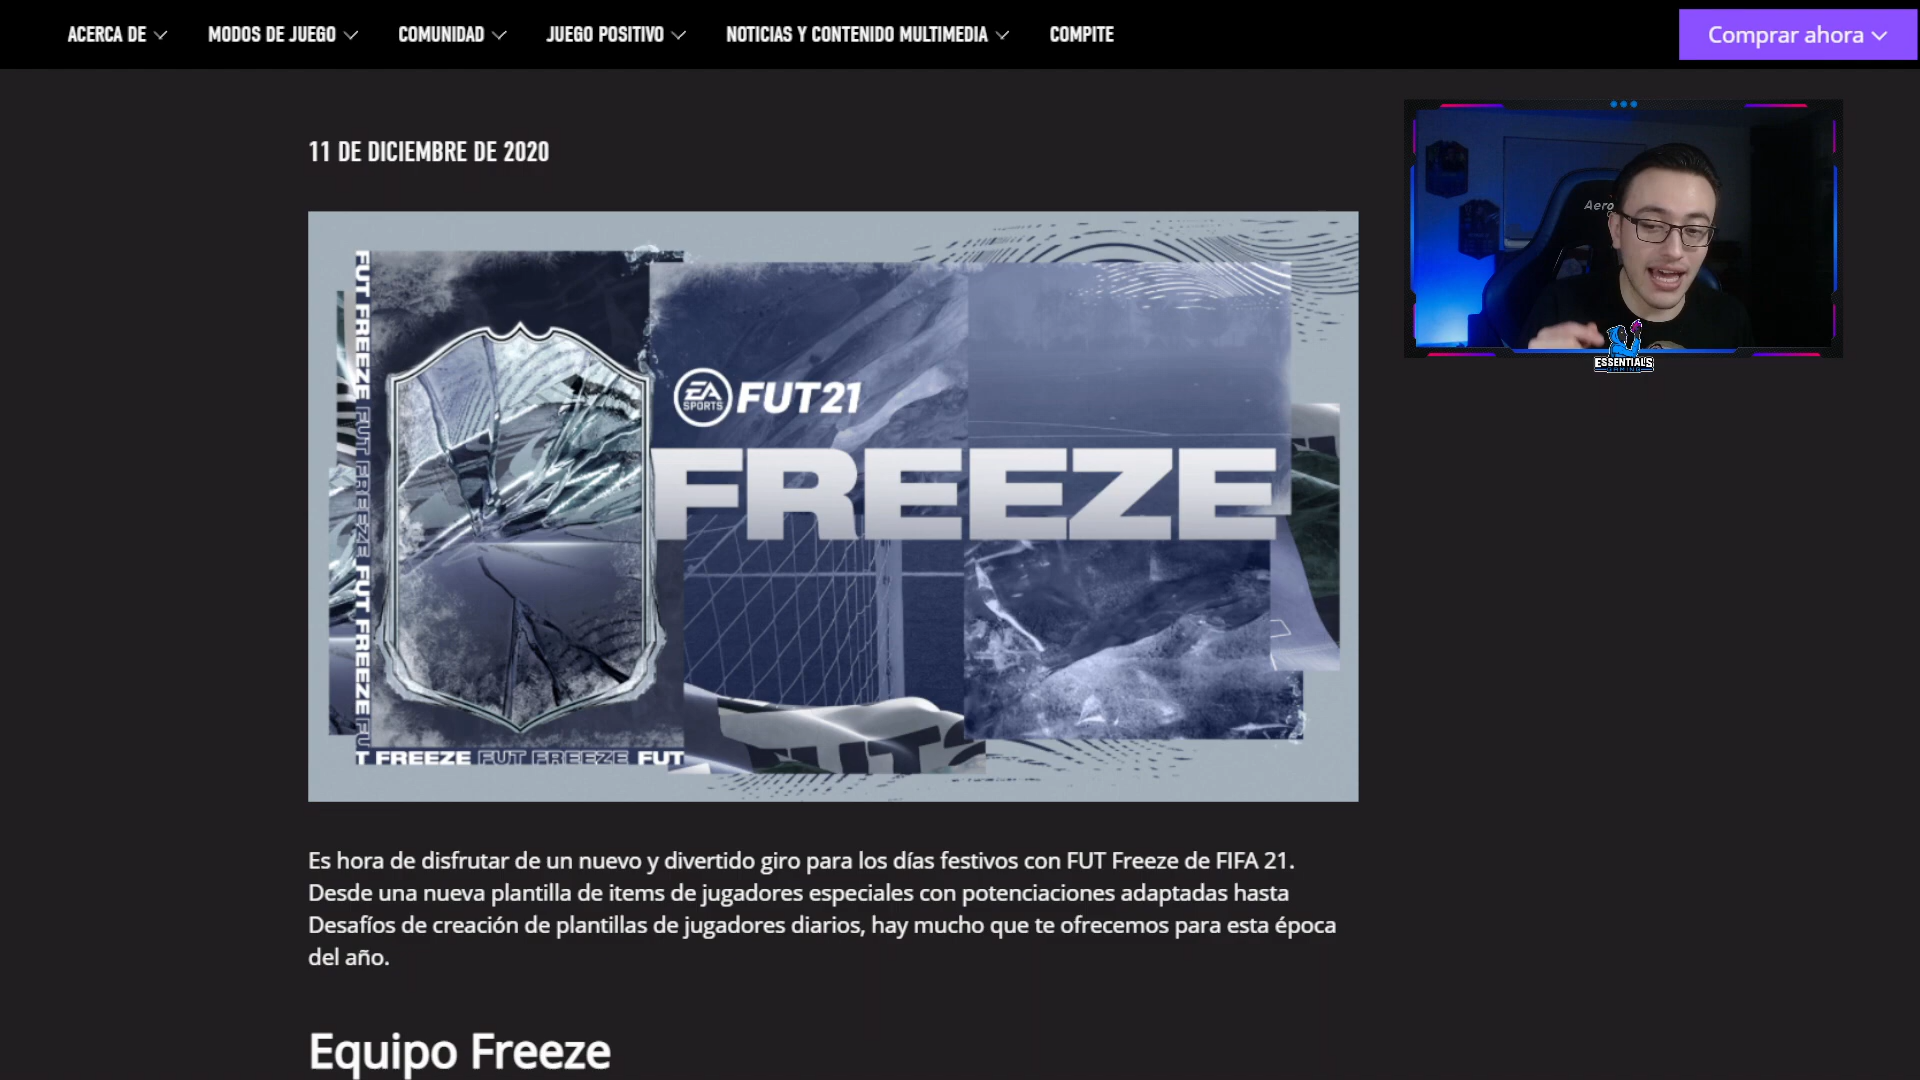 ACERCA DE
MODOS DE JUEGO
COMUNIDAD
JUEGO POSITIVO
NOTICIAS Y CONTENIDO MULTIMEDIA
COMPITE
Comprar ahora
11 DE DICIEMBRE DE 2020
Aero
ESSENTIALS
GAMING
FUT FREEZE FUT FREEZE FUT FREEZE FU
EA SPORTS FUT21
FREEZE
T FREEZE FUT FREEZE FUT
Es hora de disfrutar de un nuevo y divertido giro para los días festivos con FUT Freeze de FIFA 21.
Desde una nueva plantilla de items de jugadores especiales con potenciaciones adaptadas hasta
Desafíos de creación de plantillas de jugadores diarios, hay mucho que te ofrecemos para esta época
del año.
Equipo Freeze